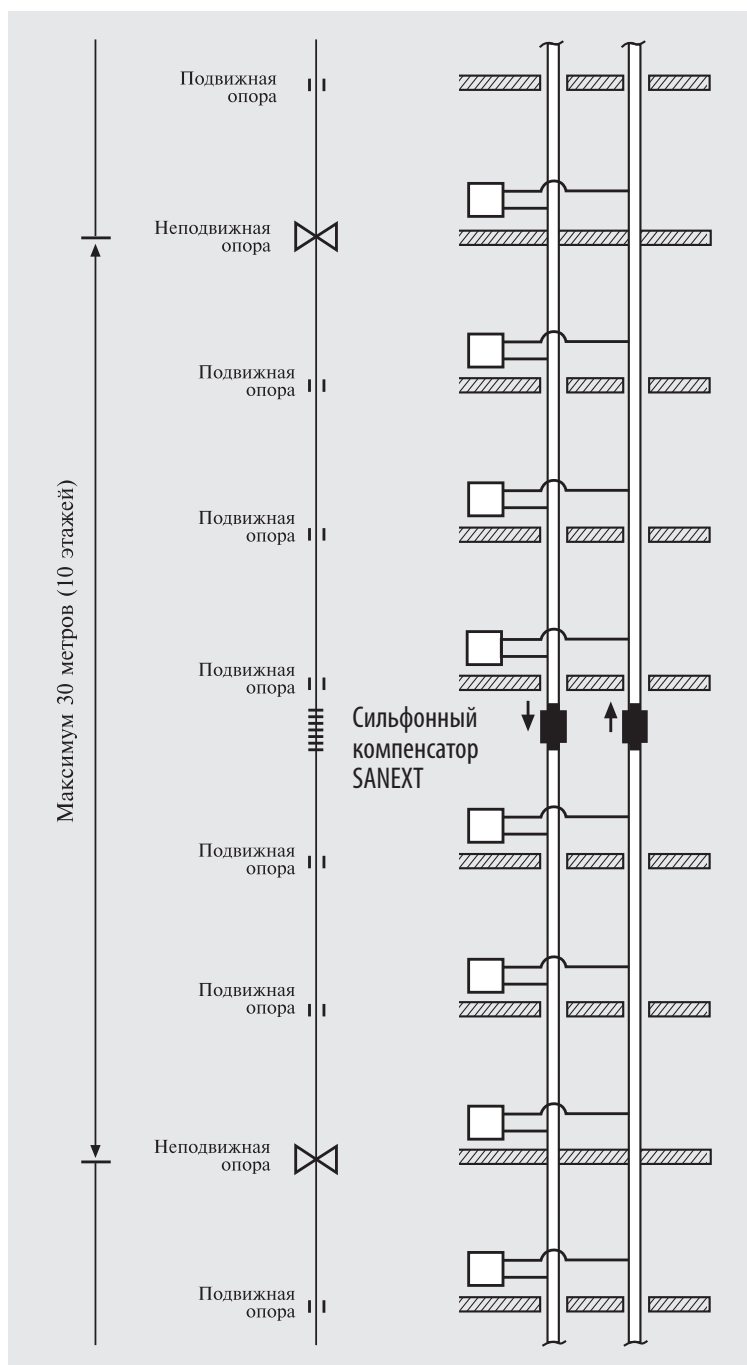 Подвижная
опора
Неподвижная
опора
Подвижная
опора
Подвижная
опора
Максимум 30 метров (10 этажей)
Подвижная
опора
Сильфонный
компенсатор
SANEXT
Подвижная
опора
Подвижная
опора
Неподвижная
опора
Подвижная
опора